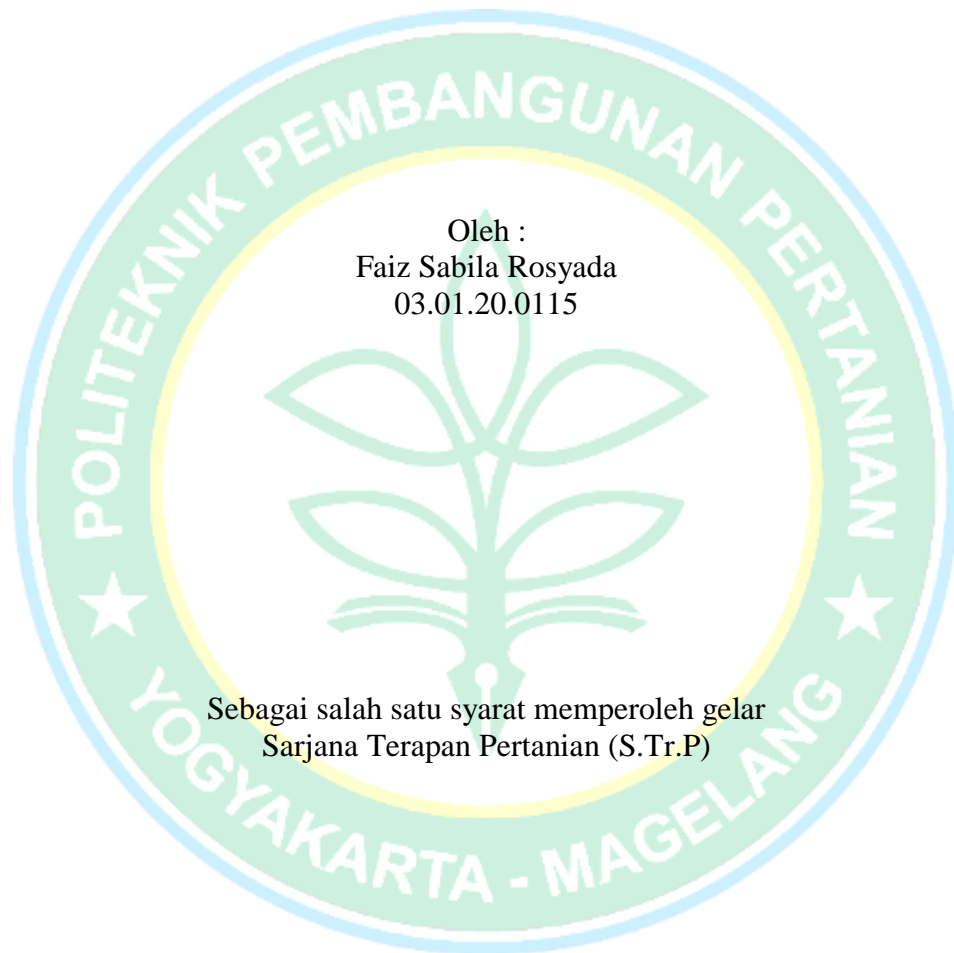 POLITEKNIK PEMBANGUNAN PERTANIAN
Oleh :
Faiz Sabila Rosyada
03.01.20.0115
Sebagai salah satu syarat memperoleh gelar
Sarjana Terapan Pertanian (S.Tr.P)
YOGYAKARTA - MAGELANG